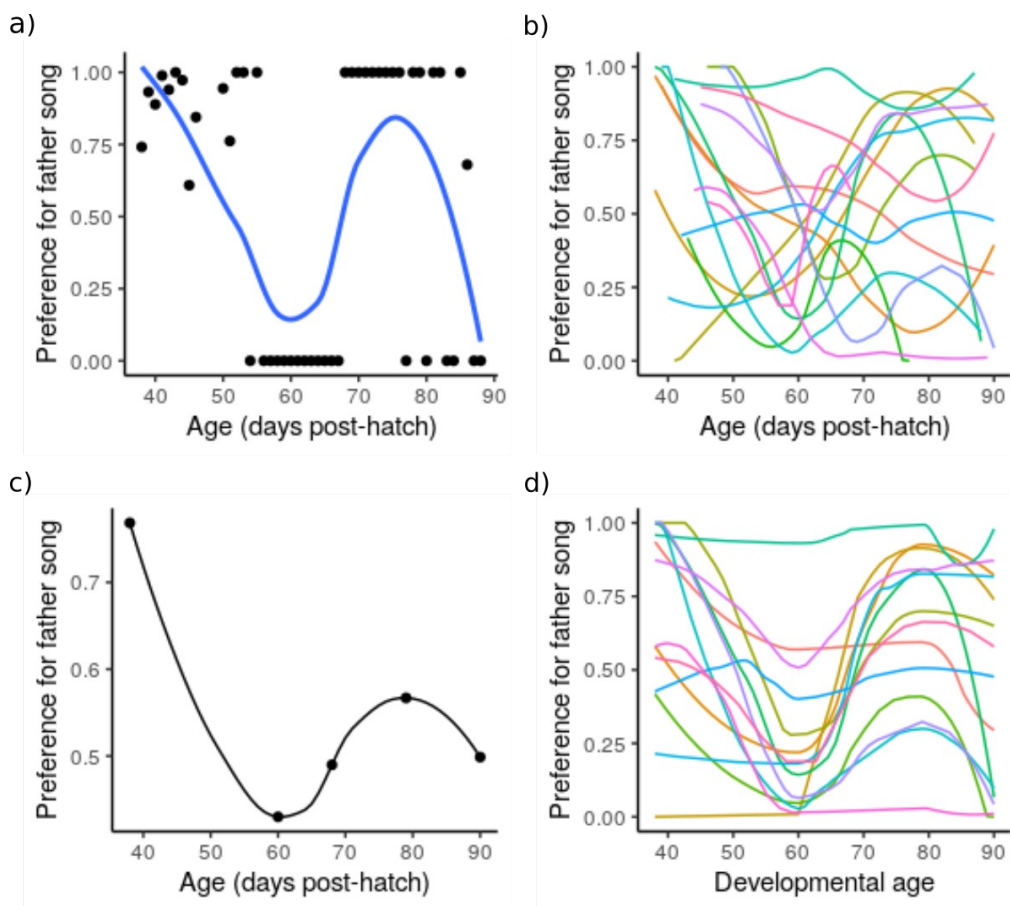 a)
Preference for father song
1.00
0.75
0.50
0.25
0.00
40 50 60 70 80 90
Age (days post-hatch)
b)
Preference for father song
1.00
0.75
0.50
0.25
0.00
40 50 60 70 80 90
Age (days post-hatch)
c)
Preference for father song
0.7
0.6
0.5
40 50 60 70 80 90
Age (days post-hatch)
d)
Preference for father song
1.00
0.75
0.50
0.25
0.00
40 50 60 70 80 90
Developmental age